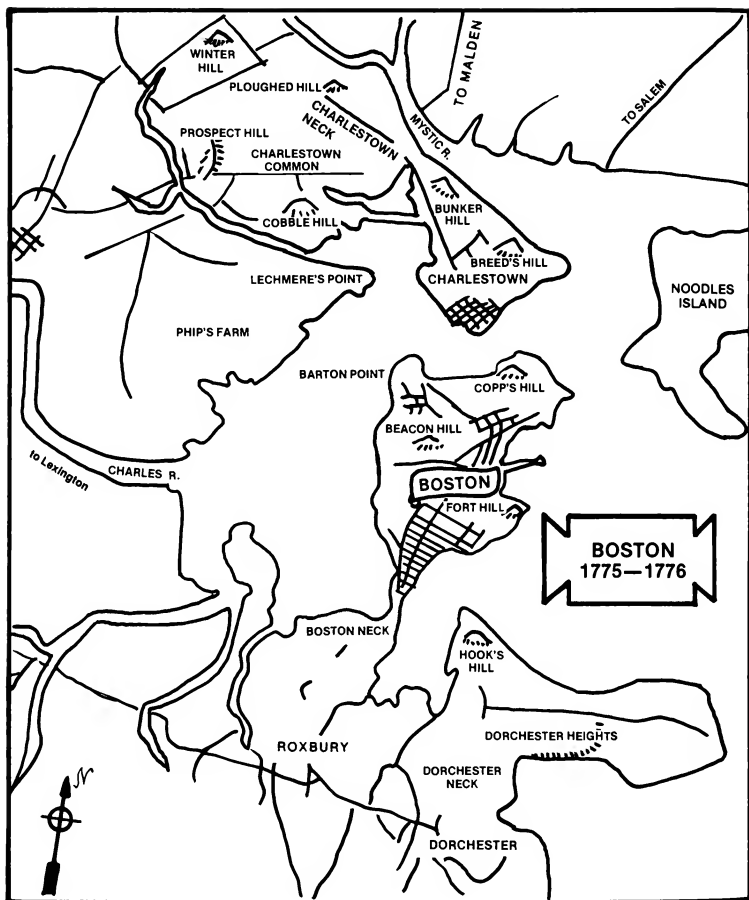 WINTER
HILL
PLOUGHED HILL
TO MALDEN
TO SALEM
CHARLESTOWN
NECK
MYSTIC R.
PROSPECT HILL
CHARLESTOWN
COMMON
BUNKER
HILL
COBBLE HILL
BREED'S HILL
LECHMERE'S POINT
CHARLESTOWN
NOODLES
ISLAND
PHIP'S FARM
BARTON POINT
COPP'S HILL
BEACON HILL
to Lexington
CHARLES R.
BOSTON
FORT HILL
BOSTON
1775—1776
BOSTON NECK
HOOK'S
HILL
ROXBURY
DORCHESTER HEIGHTS
DORCHESTER
NECK
N
DORCHESTER